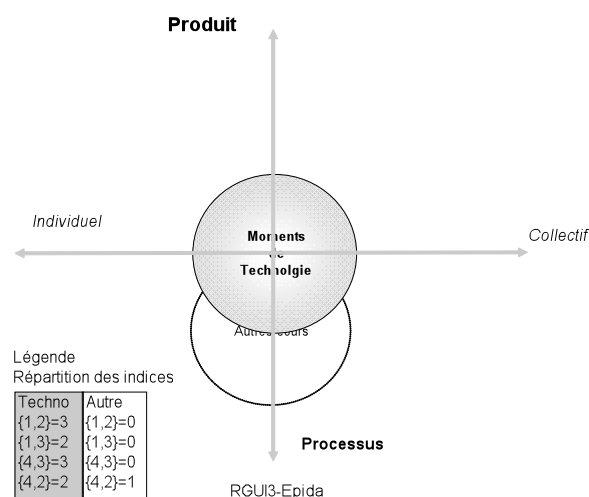 Produit
Individuel
Collectif
Moments
de
Technolgie
Autres cours
Légende
Répartition des indices
Techno Autre
{1,2}=3 {1,2}=0
{1,3}=2 {1,3}=0
{4,3}=3 {4,3}=0
{4,2}=2 {4,2}=1
Processus
RGUI3-Epida